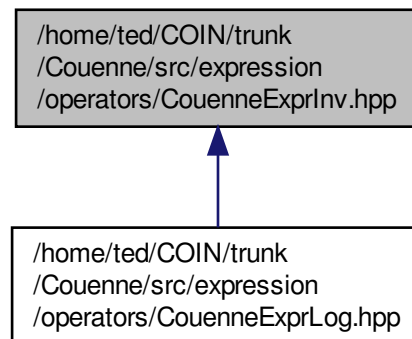 /home/ted/COIN/trunk
/Couenne/src/expression
/operators/CouenneExprInv.hpp
/home/ted/COIN/trunk
/Couenne/src/expression
/operators/CouenneExprLog.hpp